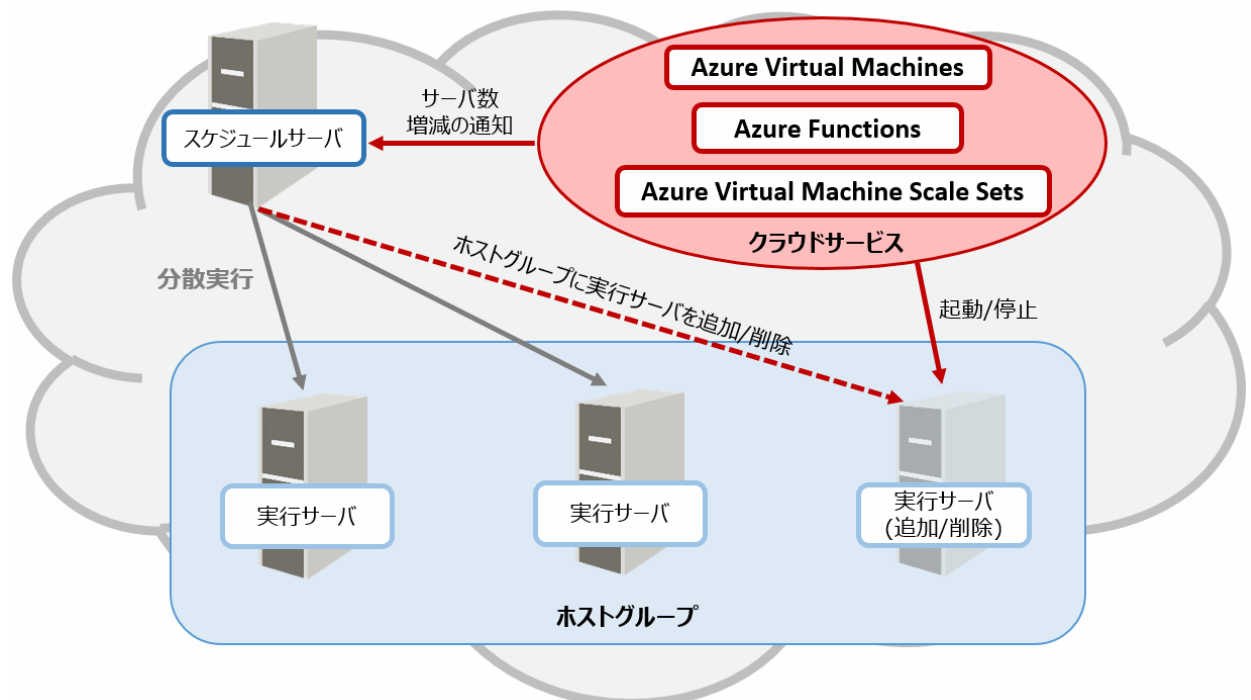 Azure Virtual Machines
サーバ数
増減の通知
Azure Functions
スケジュールサーバ
Azure Virtual Machine Scale Sets
クラウドサービス
分散実行
ホストグループに実行サーバを追加/削除
起動/停止
実行サーバ
実行サーバ
実行サーバ
(追加/削除)
ホストグループ